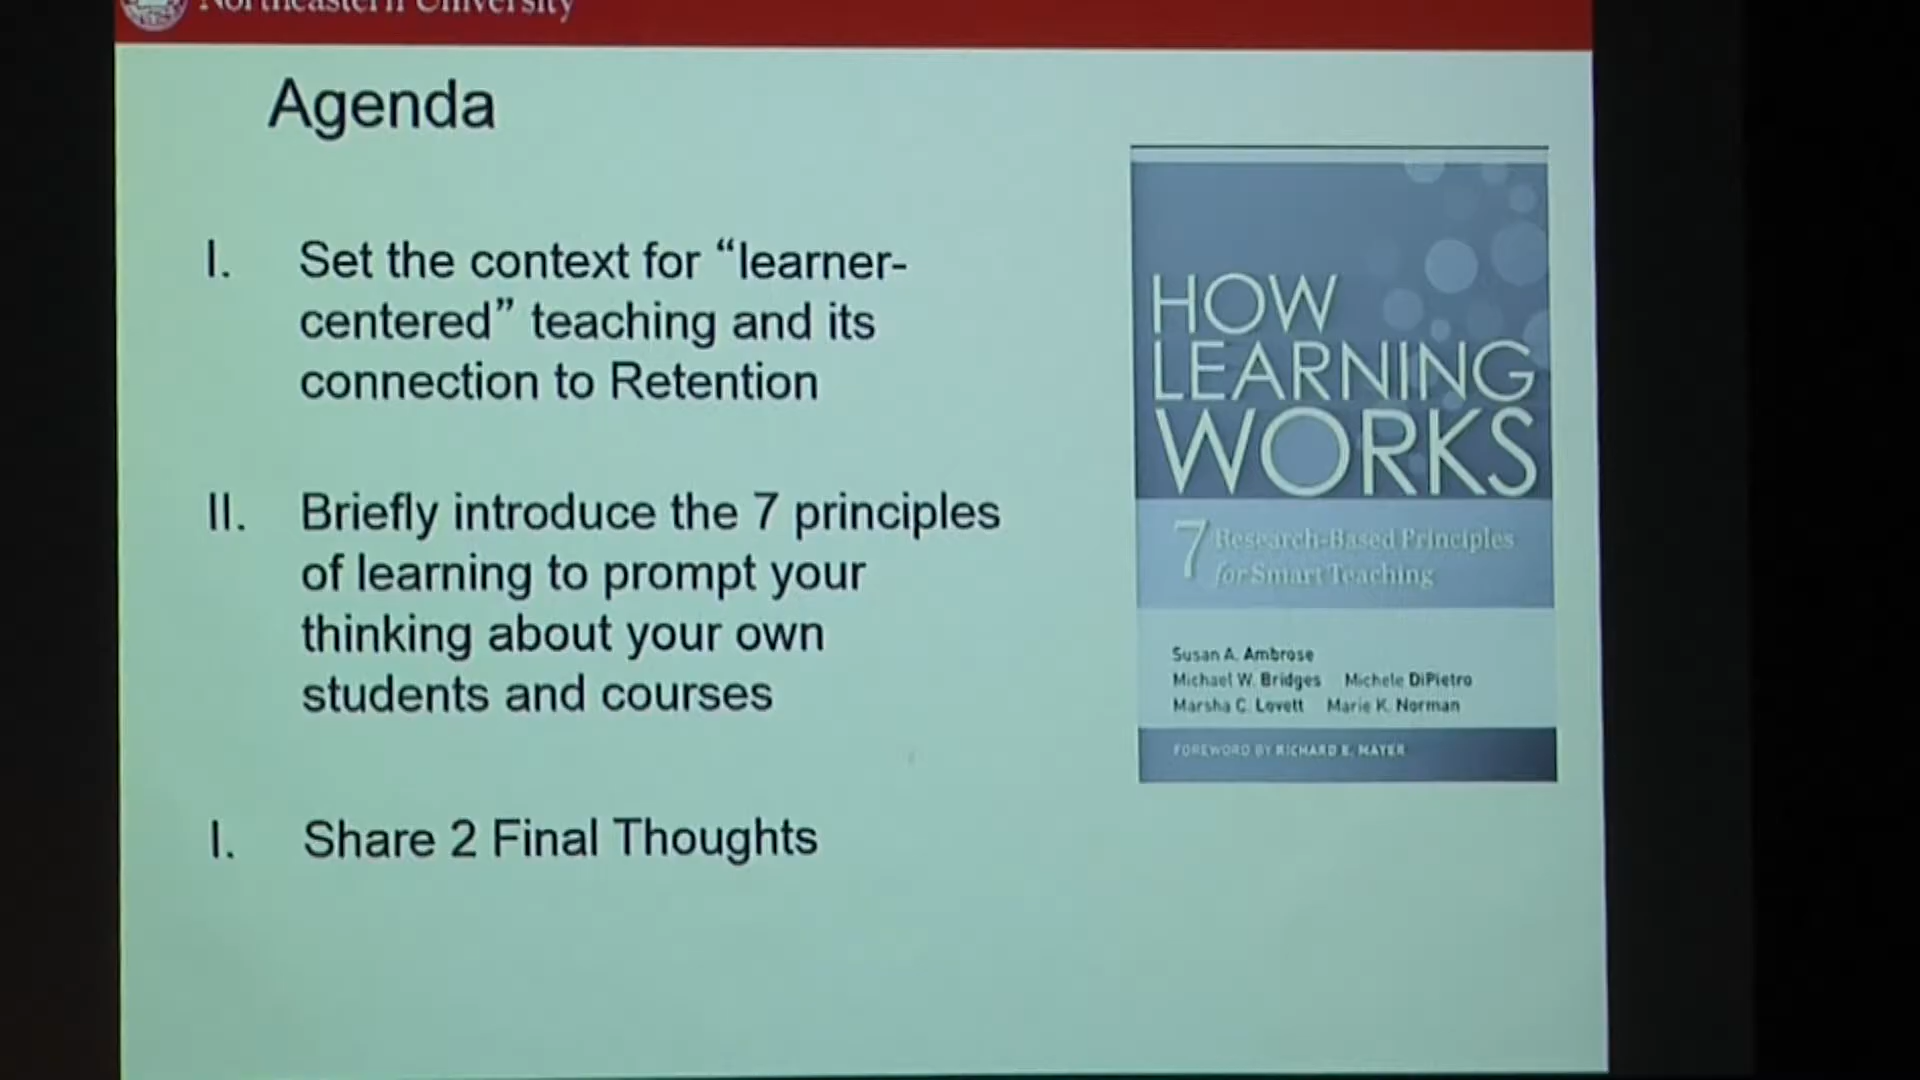 Northeastern University
Agenda
I. Set the context for “learner-
centered” teaching and its
connection to Retention
II. Briefly introduce the 7 principles
of learning to prompt your
thinking about your own
students and courses
I. Share 2 Final Thoughts
HOW
LEARNING
WORKS
7 Research-Based Principles
for Smart Teaching
Susan A. Ambrose
Michael W. Bridges Michele DiPietro
Marsha C. Lovett Marie K. Norman
FOREWORD BY RICHARD E. MAYER